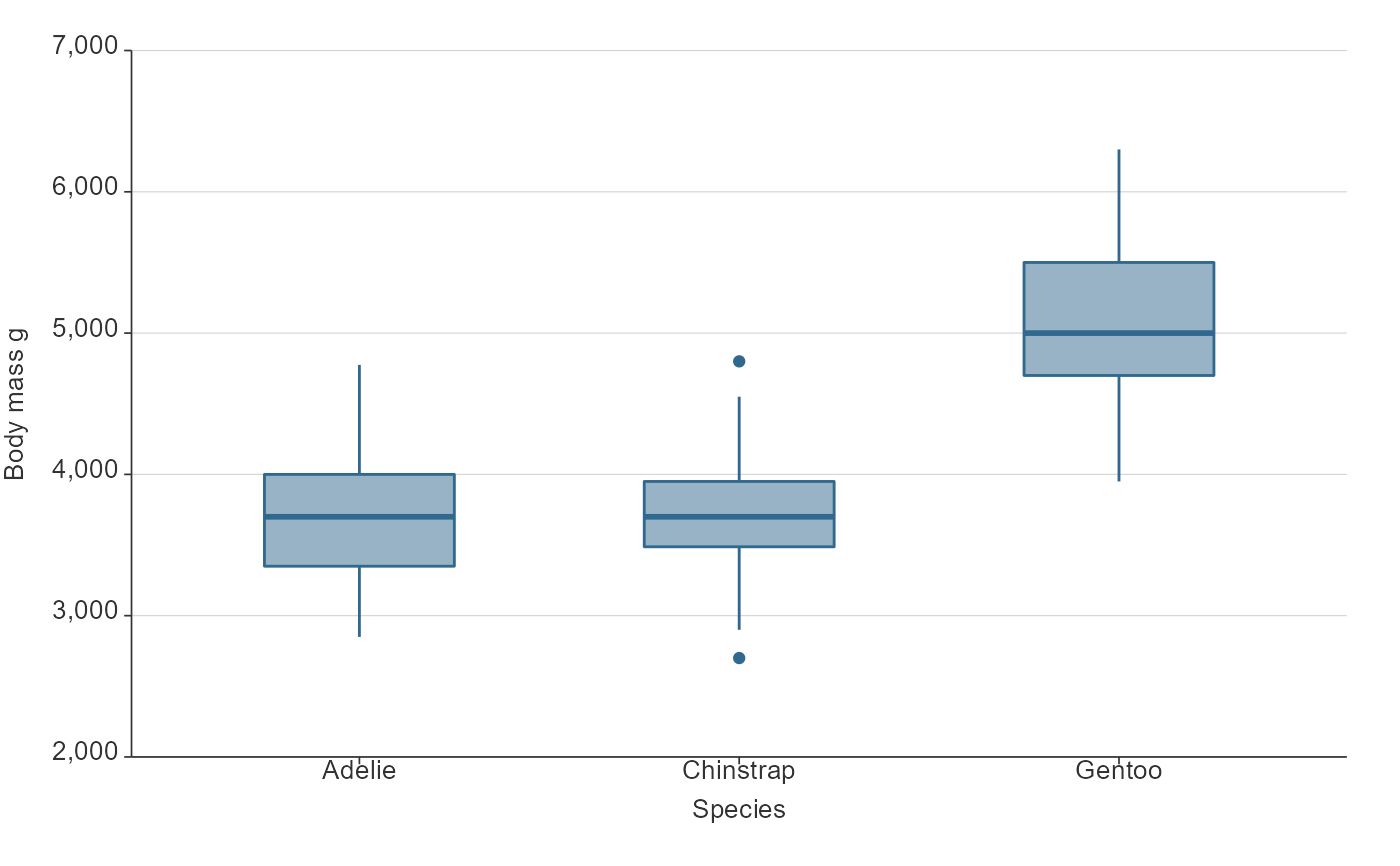 7,000
6,000
5,000
4,000
3,000
2,000
Body mass g
Adelie
Chinstrap
Gentoo
Species